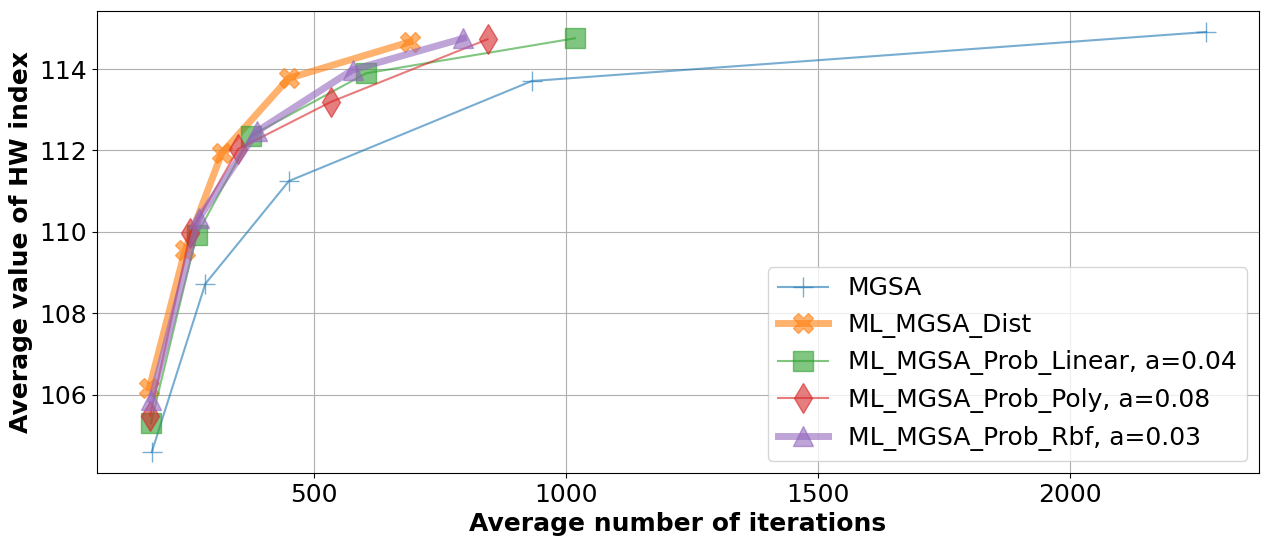 Average value of HW index
114
112
110
108
106
500
1000
1500
2000
Average number of iterations
MGSA
ML_MGSA_Dist
ML_MGSA_Prob_Linear, a=0.04
ML_MGSA_Prob_Poly, a=0.08
ML_MGSA_Prob_Rbf, a=0.03